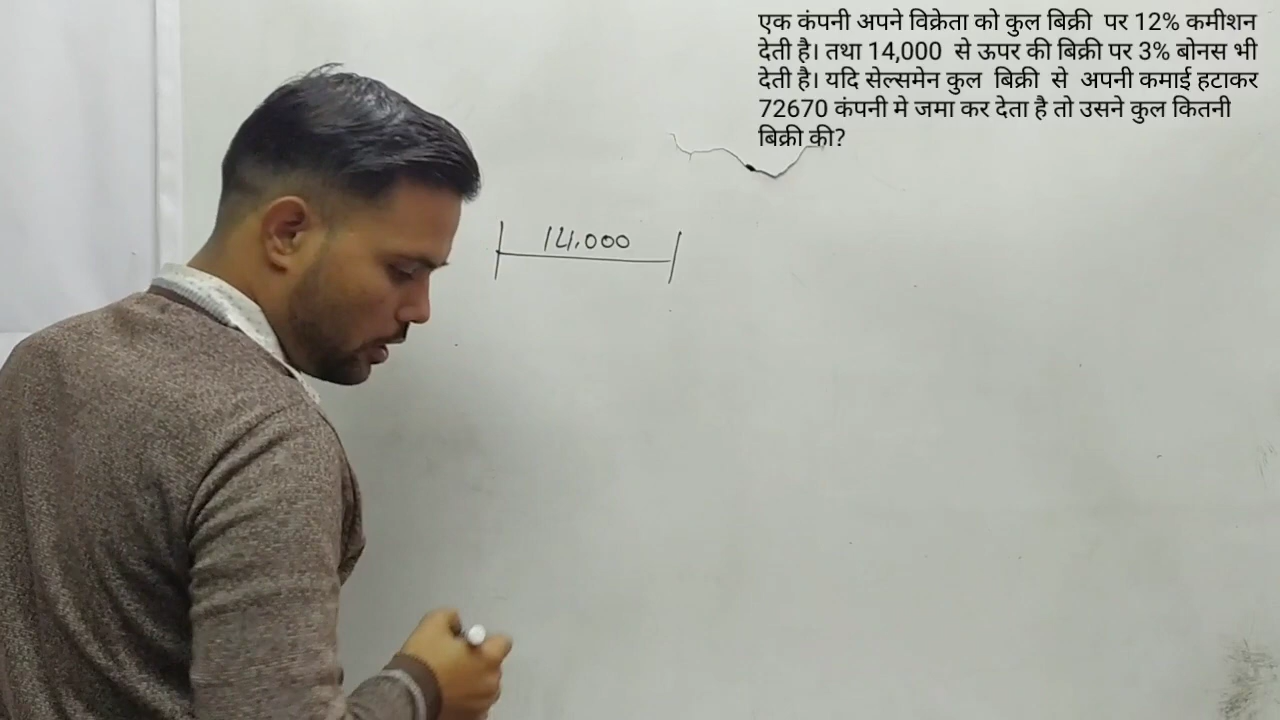 एक कंपनी अपने विक्रेता को कुल बिक्री पर 12% कमीशन
देती है। तथा 14,000 से ऊपर की बिक्री पर 3% बोनस भी
देती है। यदि सेल्समेन कुल बिक्री से अपनी कमाई हटाकर
72670 कंपनी मे जमा कर देता है तो उसने कुल कितनी
बिक्री की?
14.000